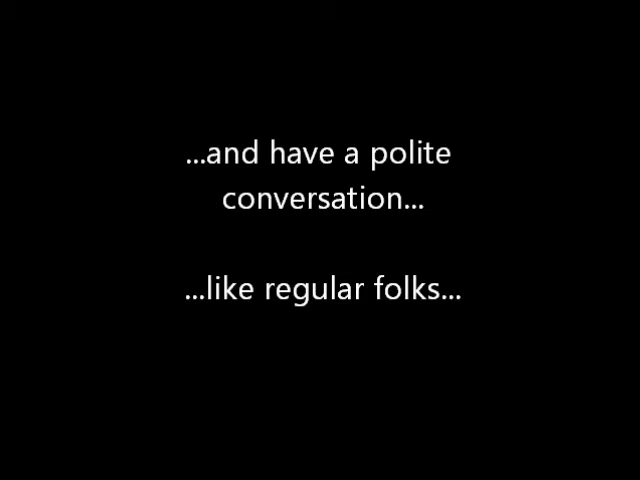 ...and have a polite
conversation...
...like regular folks...